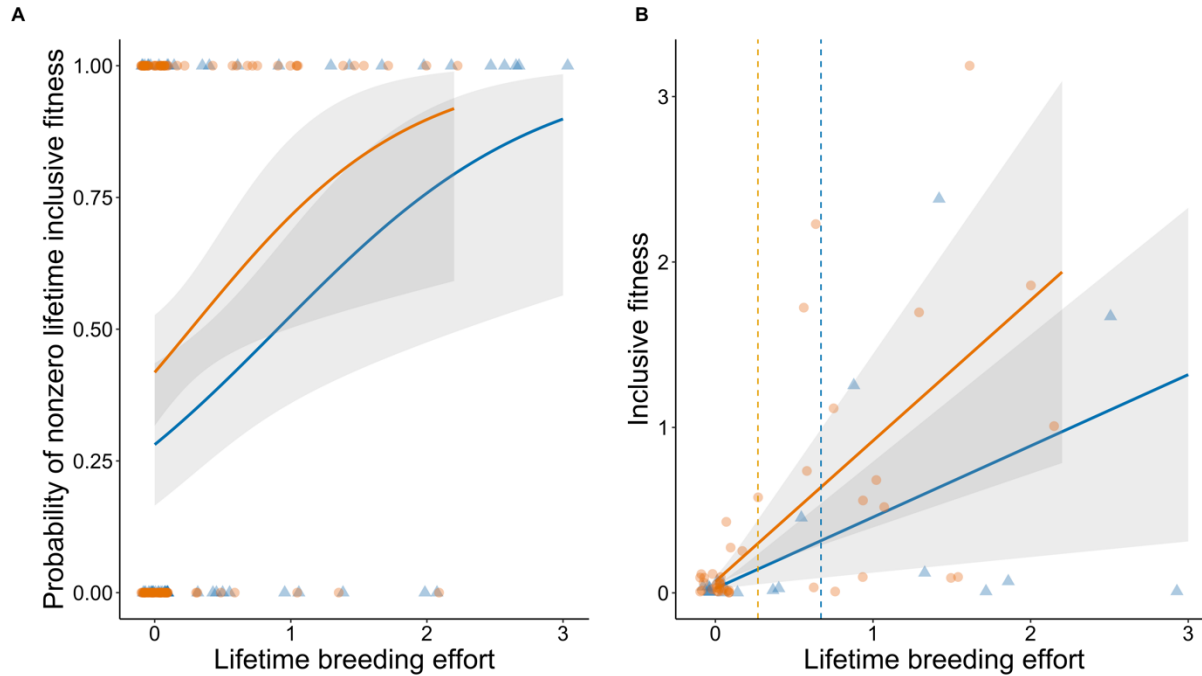 A
Probability of nonzero lifetime inclusive fitness
1.00
0.75
0.50
0.25
0.00
0 1 2 3
Lifetime breeding effort
B
Inclusive fitness
3
2
1
0
0 1 2 3
Lifetime breeding effort